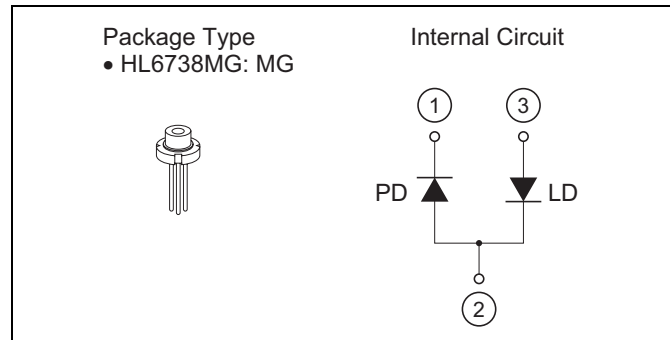 Package Type
• HL6738MG: MG
Internal Circuit
1
3
PD
LD
2